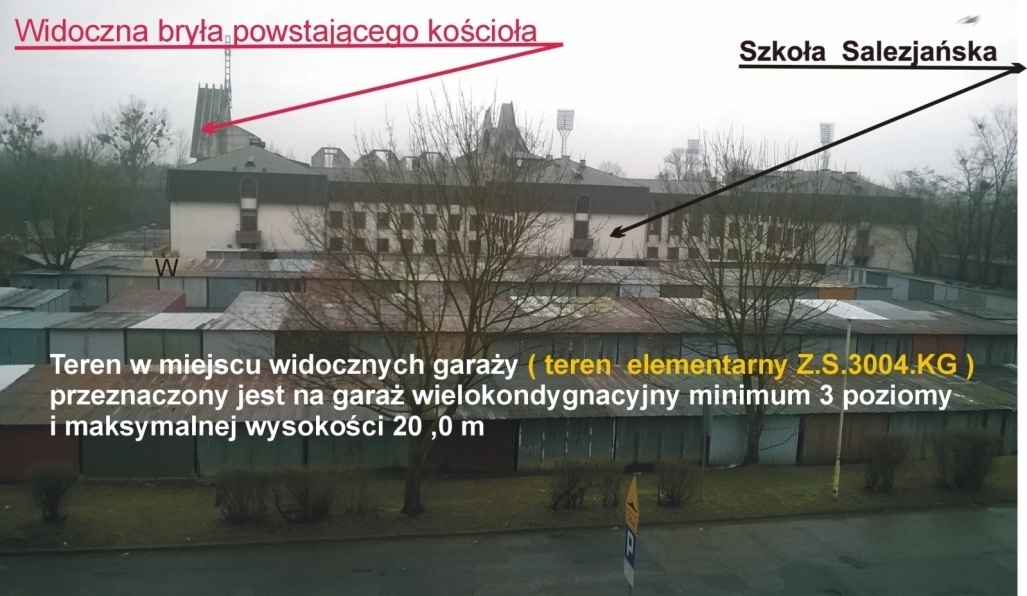 Widoczna bryła powstającego kościoła
Szkoła Salezjańska
W
Teren w miejscu widocznych garaży ( teren elementarny Z.S.3004.KG )
przeznaczony jest na garaż wielokondygnacyjny minimum 3 poziomy
i maksymalnej wysokości 20 ,0 m
P